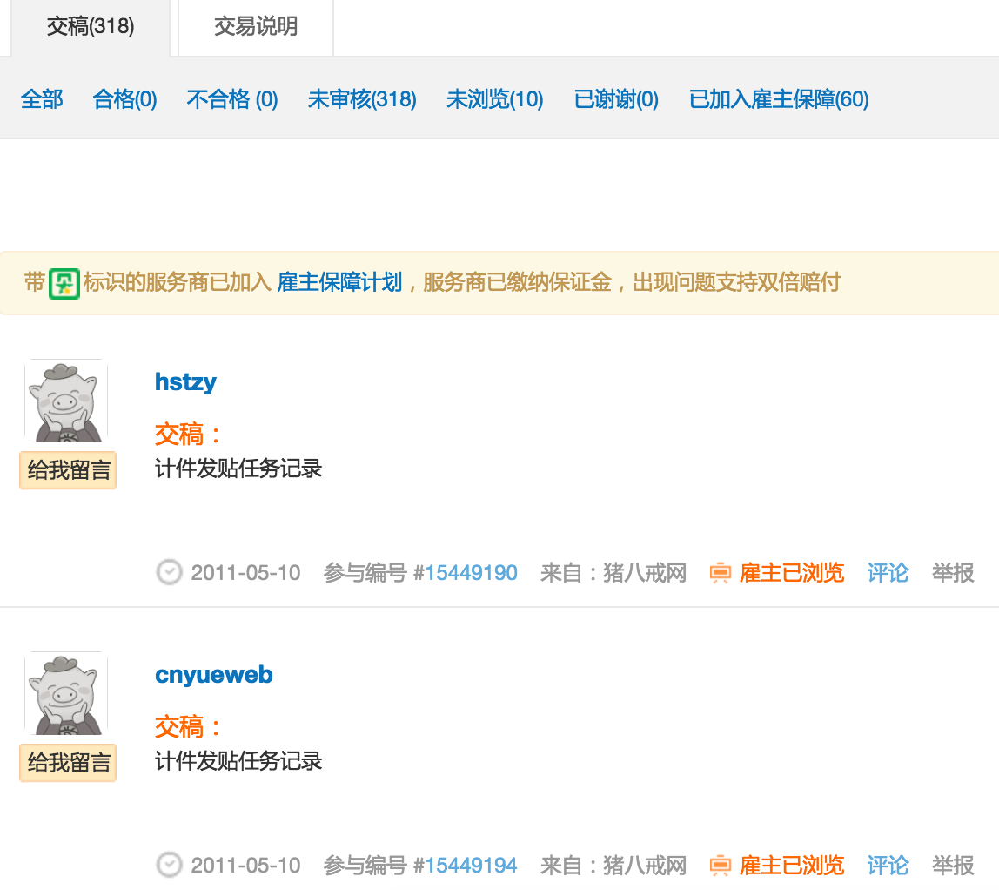 交稿(318) 交易说明
全部 合格(0) 不合格 (0) 未审核(318) 未浏览(10) 已谢谢(0) 已加入雇主保障(60)
带 标识的服务商已加入 雇主保障计划，服务商已缴纳保证金，出现问题支持双倍赔付
hstzy
交稿：
给我留言 计件发贴任务记录
2011-05-10 参与编号 #15449190 来自：猪八戒网 雇主已浏览 评论 举报
cnyueweb
交稿：
给我留言 计件发贴任务记录
2011-05-10 参与编号 #15449194 来自：猪八戒网 雇主已浏览 评论 举报